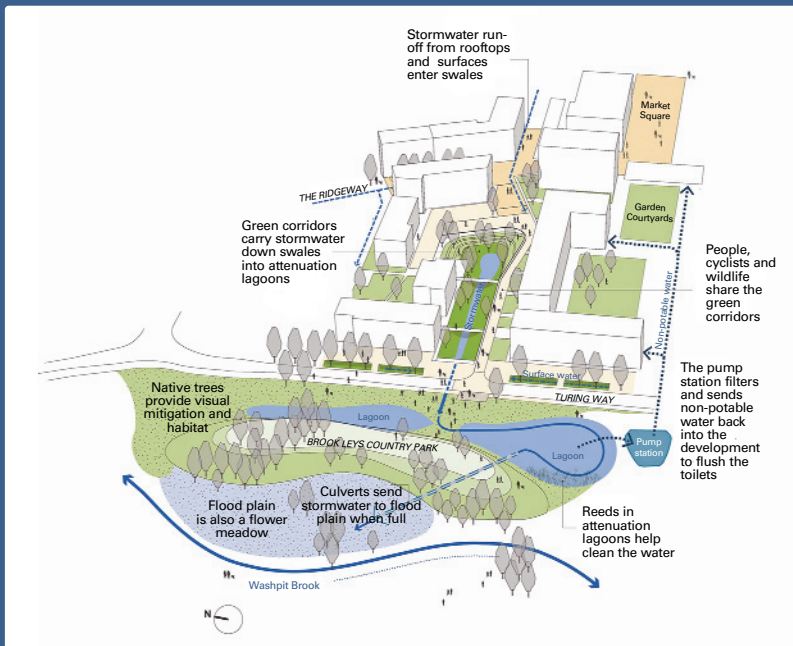 Stormwater run-
off from rooftops
and surfaces
enter swales
Market
Square
THE RIDGEWAY
Garden
Courtyards
Green corridors
carry stormwater
down swales
into attenuation
lagoons
People,
cyclists and
wildlife
share the
green
corridors
Stormwater
Non-potable water
Surface water
TURING WAY
The pump
station filters
and sends
non-potable
water back
into the
development
to flush the
toilets
Native trees
provide visual
mitigation and
habitat
Lagoon
BROOK LEYS COUNTRY PARK
Lagoon
Pump
station
Flood plain
is also a flower
meadow
Culverts send
stormwater to flood
plain when full
Reeds in
attenuation
lagoons help
clean the water
Washpit Brook
N